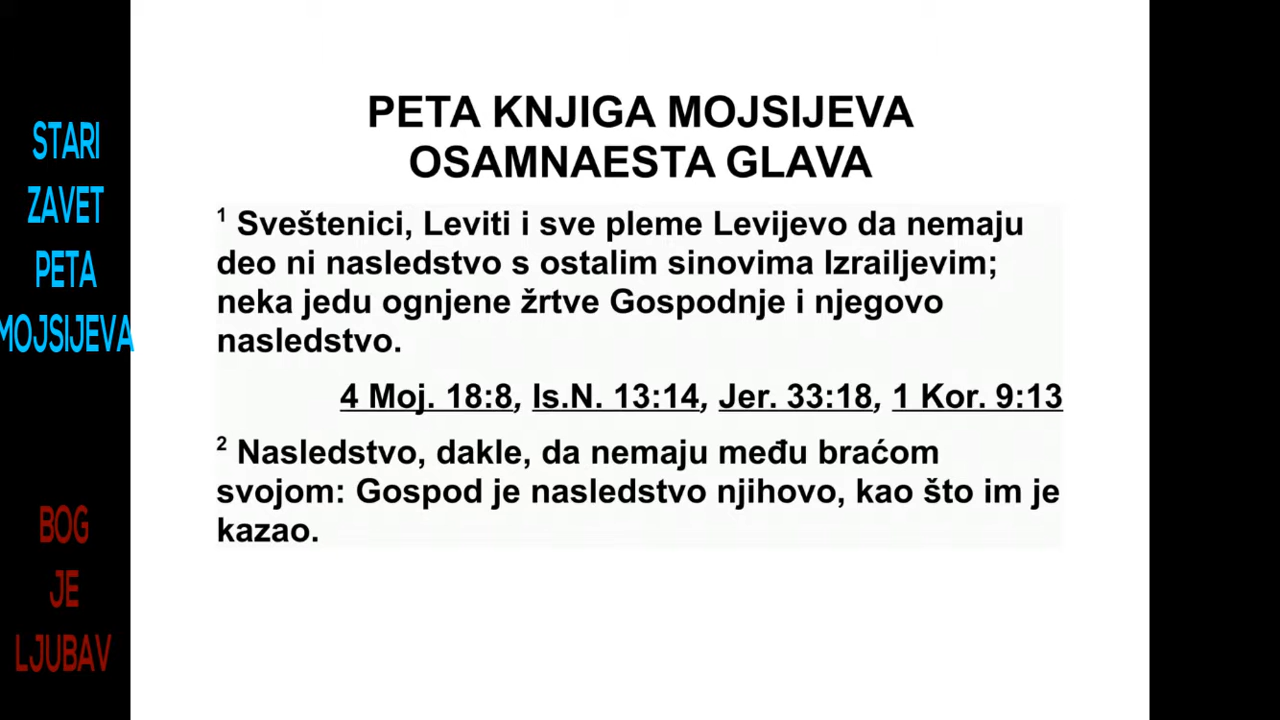 STARI
ZAVET
PETA
MOJSIJEVA
BOG
JE
LJUBAV
PETA KNJIGA MOJSIJEVA
OSAMNAESTA GLAVA
1 Sveštenici, Leviti i sve pleme Levijevo da nemaju
deo ni nasledstvo s ostalim sinovima Izrailjevim;
neka jedu ognjene žrtve Gospodnje i njegovo
nasledstvo.
4 Moj. 18:8, Is.N. 13:14, Jer. 33:18, 1 Kor. 9:13
2 Nasledstvo, dakle, da nemaju među braćom
svojom: Gospod je nasledstvo njihovo, kao što im je
kazao.